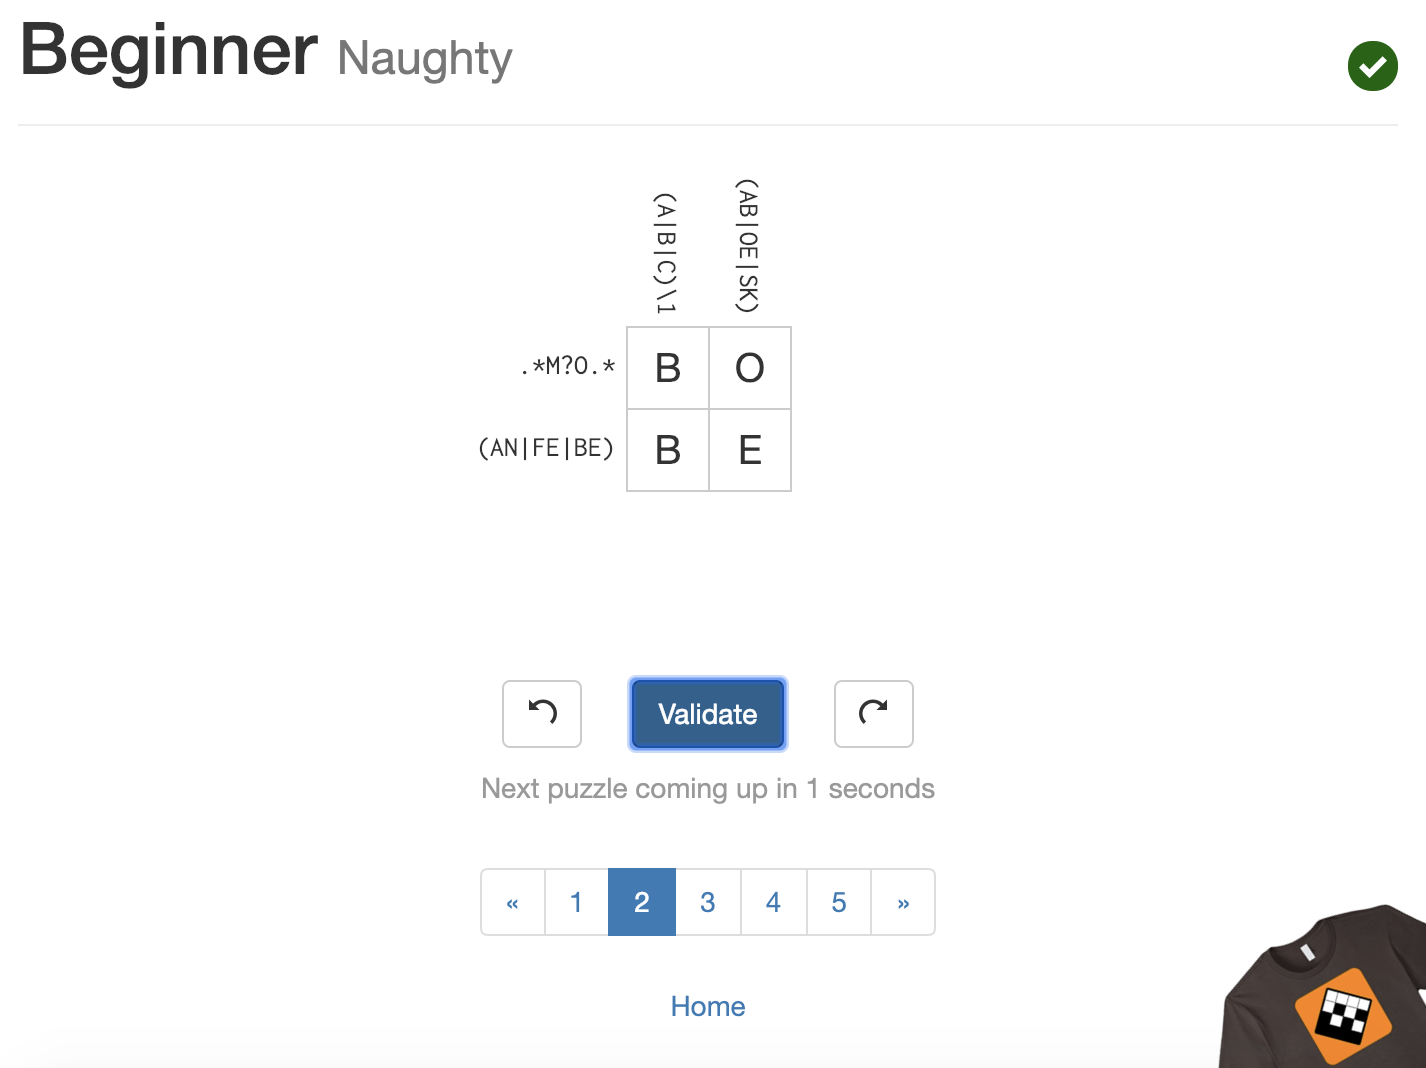 Beginner Naughty
(A|B|C)\1
(AB|OE|SK)
.*M?O.*
B O
(AN|FE|BE)
B E
Validate
Next puzzle coming up in 1 seconds
« 1 2 3 4 5 »
Home